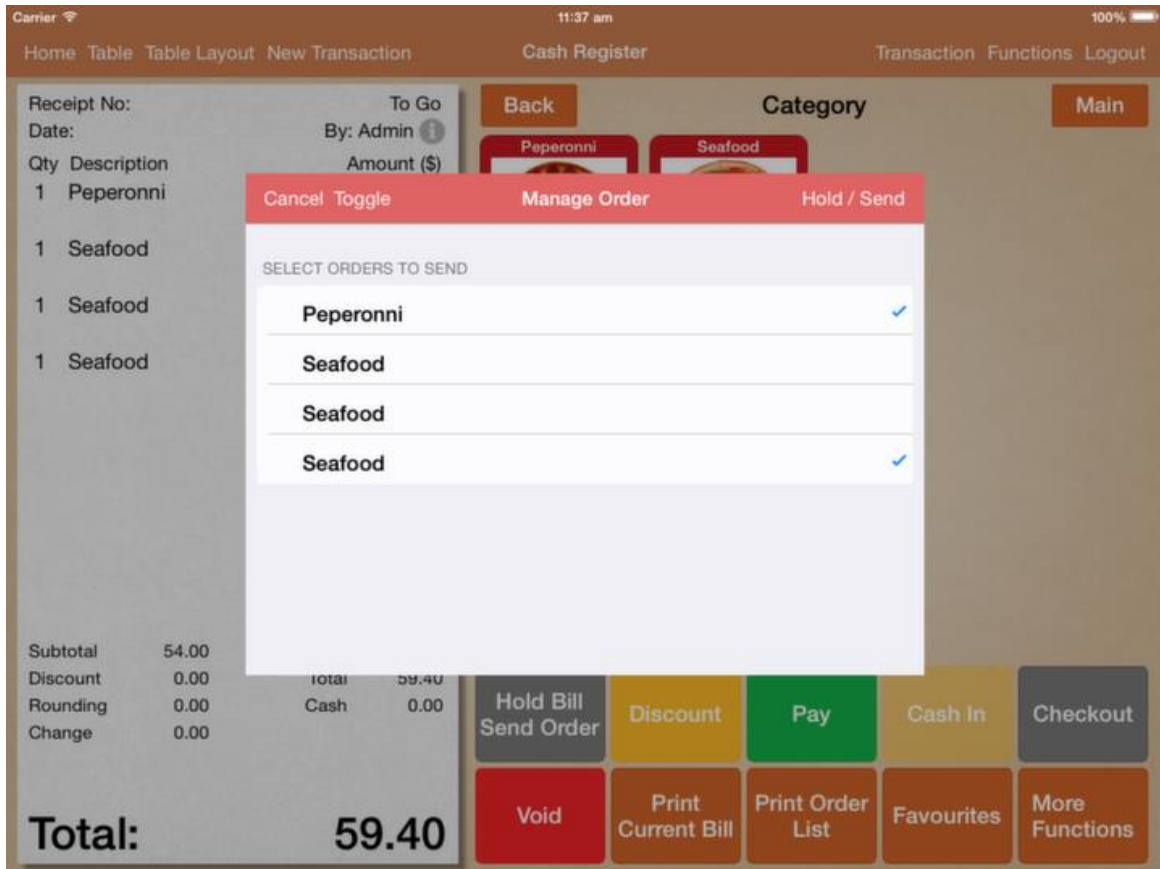 Carrier 11:37 am 100%
Home Table Table Layout New Transaction Cash Register Transaction Functions Logout
Receipt No: To Go
Date: By: Admin
Qty Description Amount ($)
1 Peperonni
1 Seafood
1 Seafood
1 Seafood
Subtotal 54.00
Discount 0.00 Total 59.40
Rounding 0.00 Cash 0.00
Change 0.00
Total: 59.40
Back Category Main
Peperonni Seafood
Cancel Toggle Manage Order Hold / Send
SELECT ORDERS TO SEND
Peperonni
Seafood
Seafood
Seafood
Hold Bill
Send Order
Discount
Pay
Cash In
Checkout
Void
Print
Current Bill
Print Order
List
Favourites
More
Functions